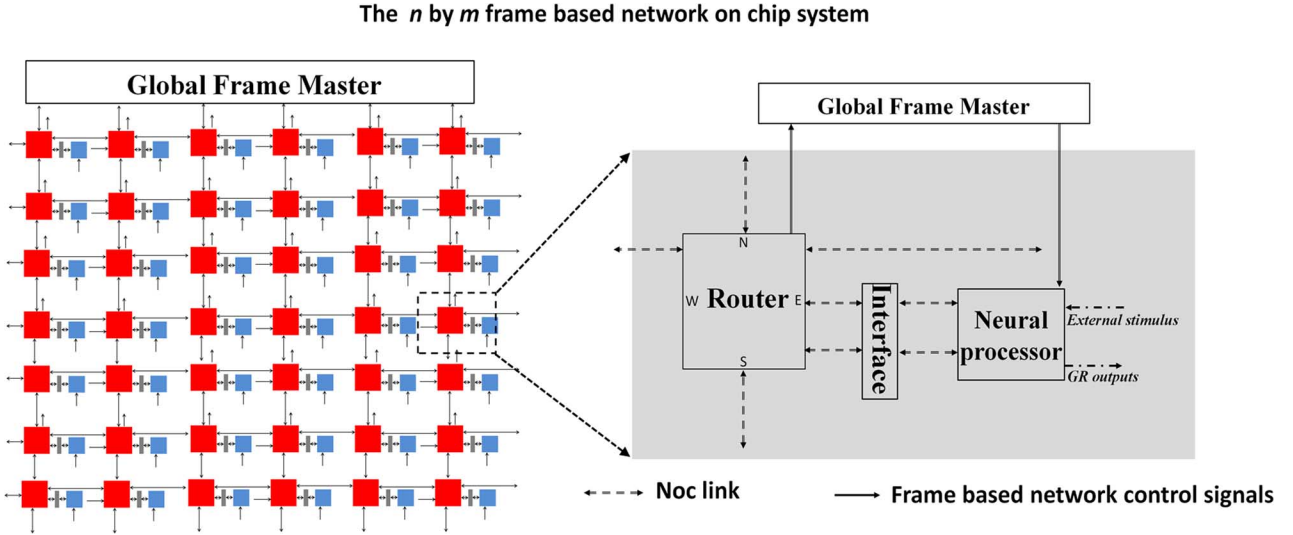 The n by m frame based network on chip system
Global Frame Master
Global Frame Master
N
W
Router
E
S
Interface
Neural
processor
External stimulus
GR outputs
Noc link
Frame based network control signals